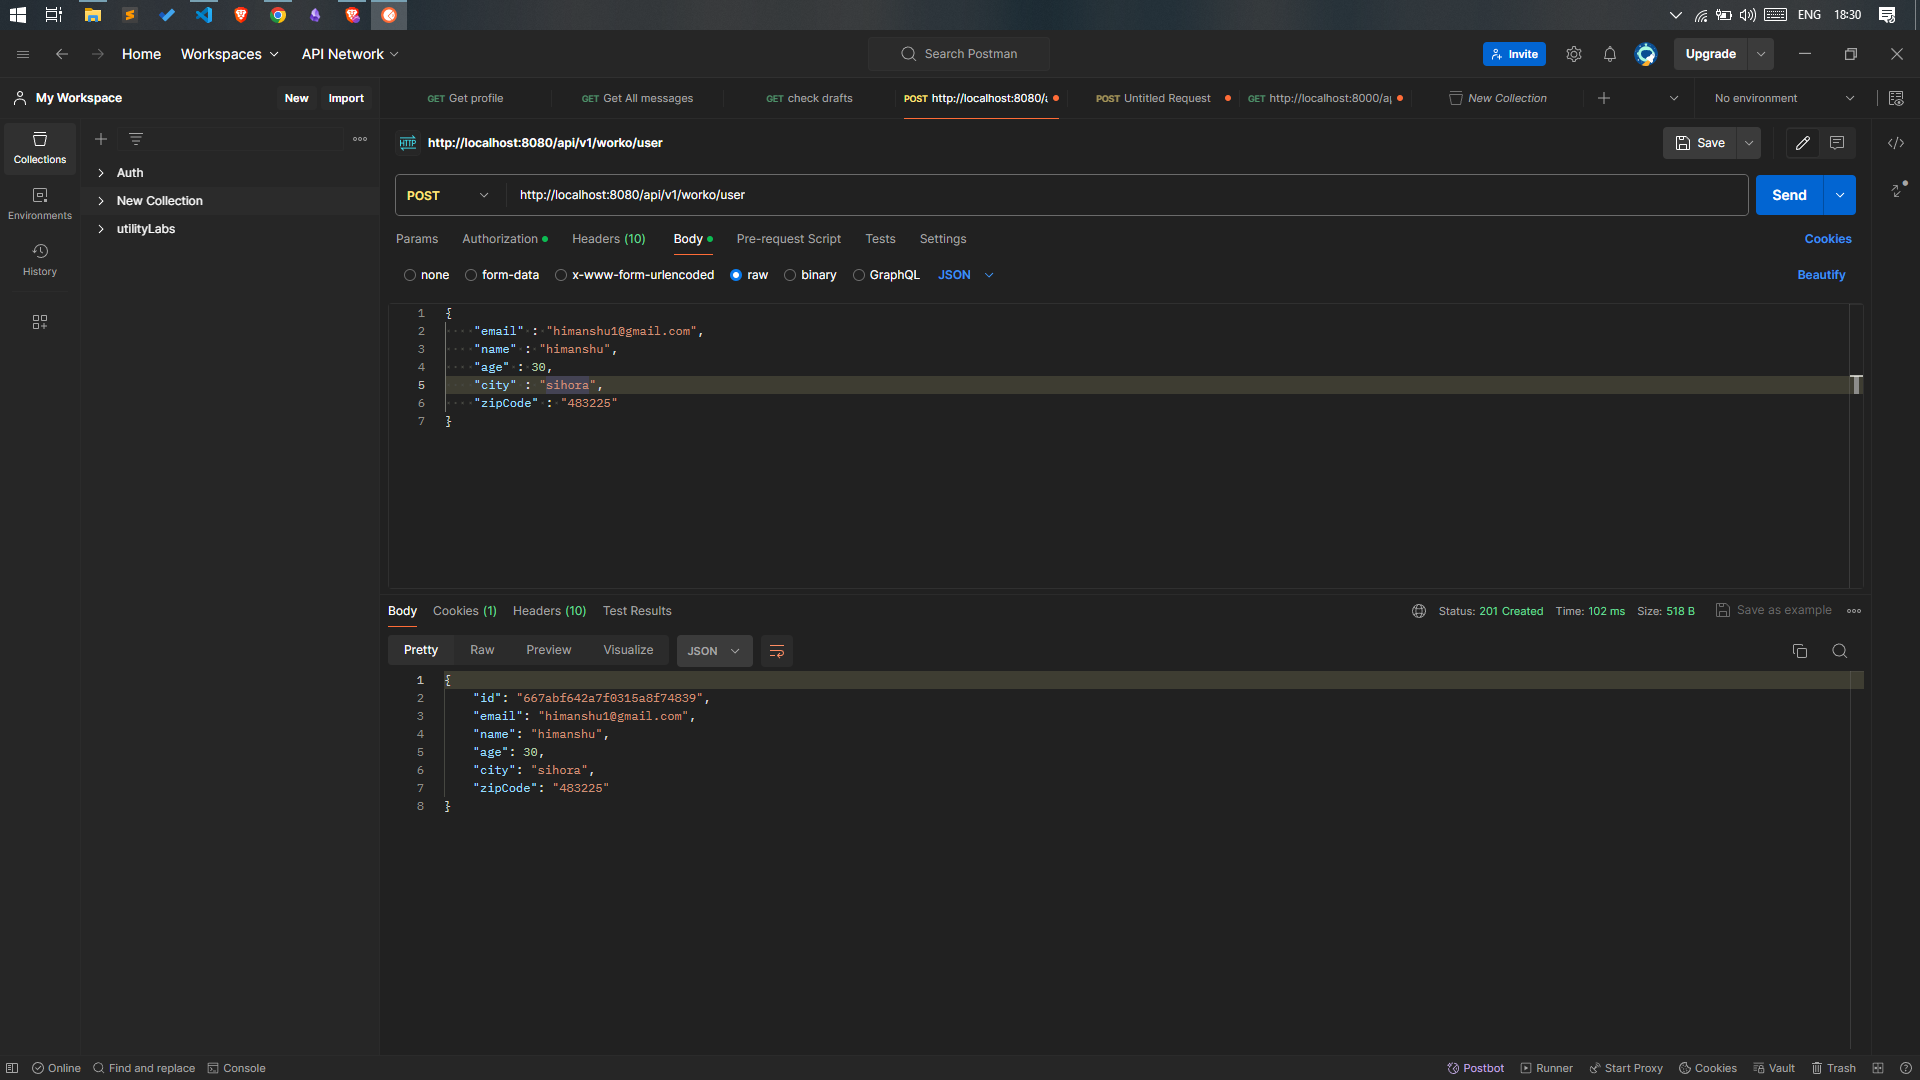 ENG 18:30
Home Workspaces API Network Search Postman Invite Upgrade
My Workspace New Import
GET Get profile GET Get All messages GET check drafts POST http://localhost:8080/a POST Untitled Request GET http://localhost:8000/ap New Collection No environment
Collections
Environments
History
Auth
New Collection
utilityLabs
HTTP http://localhost:8080/api/v1/worko/user Save
POST http://localhost:8080/api/v1/worko/user Send
Params Authorization Headers (10) Body Pre-request Script Tests Settings Cookies
none form-data x-www-form-urlencoded raw binary GraphQL JSON Beautify
1 {
2 "email" : "himanshu1@gmail.com",
3 "name" : "himanshu",
4 "age" : 30,
5 "city" : "sihora",
6 "zipCode" : "483225"
7 }
Body Cookies (1) Headers (10) Test Results Status: 201 Created Time: 102 ms Size: 518 B Save as example
Pretty Raw Preview Visualize JSON
1 {
2 "id": "667abf642a7f0315a8f74839",
3 "email": "himanshu1@gmail.com",
4 "name": "himanshu",
5 "age": 30,
6 "city": "sihora",
7 "zipCode": "483225"
8 }
Online Find and replace Console Postbot Runner Start Proxy Cookies Vault Trash